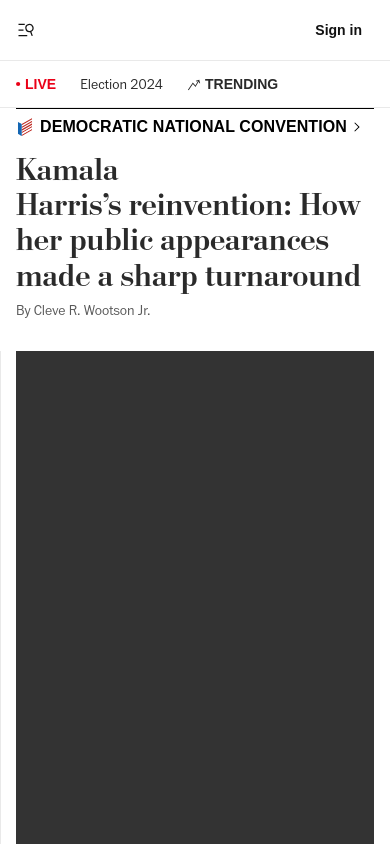 Sign in
LIVE
Election 2024
TRENDING
DEMOCRATIC NATIONAL CONVENTION
Kamala
Harris’s reinvention: How
her public appearances
made a sharp turnaround
By Cleve R. Wootson Jr.